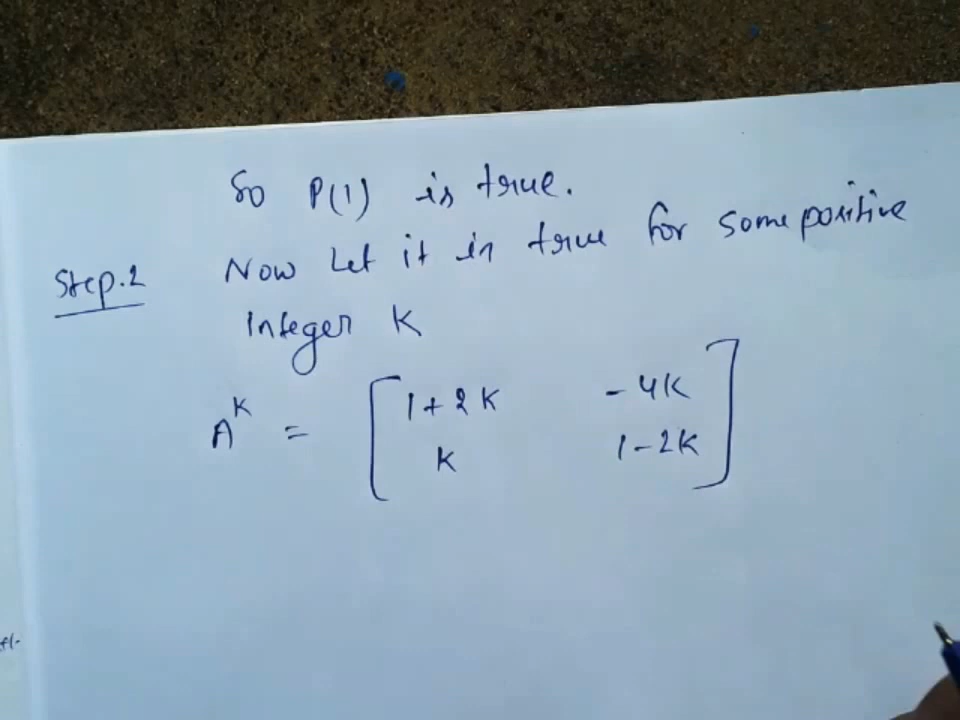 So P(1) is true.
Step.2 Now Let it is true for some positive
Integer K
A^K = [ 1+2K -4K
K 1-2K ]